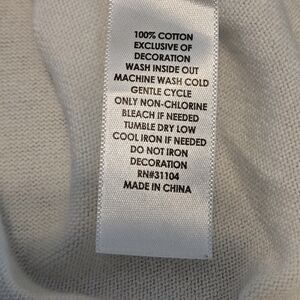 100% COTTON
EXCLUSIVE OF
DECORATION
WASH INSIDE OUT
MACHINE WASH COLD
GENTLE CYCLE
ONLY NON-CHLORINE
BLEACH IF NEEDED
TUMBLE DRY LOW
COOL IRON IF NEEDED
DO NOT IRON
DECORATION
RN#31104
MADE IN CHINA